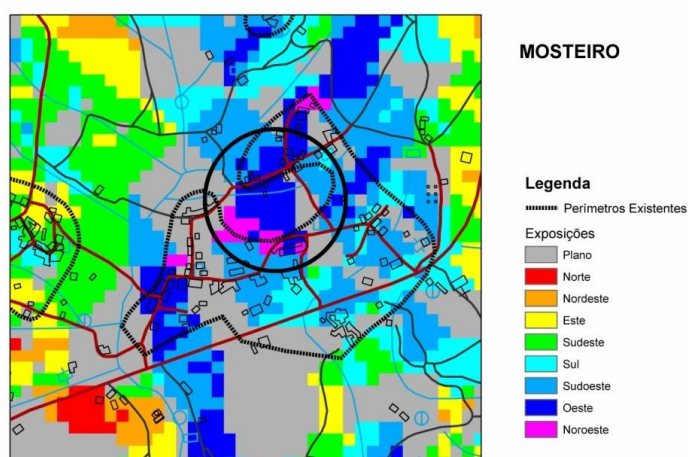 MOSTEIRO
Legenda
Perímetros Existentes
Exposições
Plano
Norte
Nordeste
Este
Sudeste
Sul
Sudoeste
Oeste
Noroeste